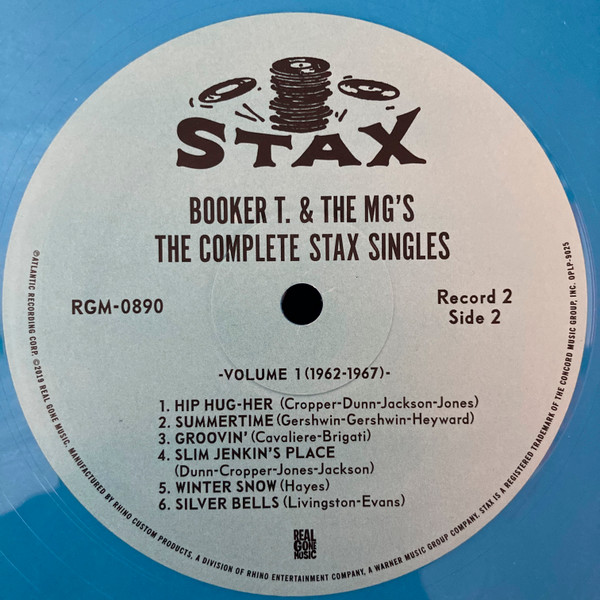 STAX
BOOKER T. & THE MG'S
THE COMPLETE STAX SINGLES
RGM-0890
Record 2
Side 2
-VOLUME 1 (1962-1967)-
1. HIP HUG-HER (Cropper-Dunn-Jackson-Jones)
2. SUMMERTIME (Gershwin-Gershwin-Heyward)
3. GROOVIN' (Cavaliere-Brigati)
4. SLIM JENKIN'S PLACE
(Dunn-Cropper-Jones-Jackson)
5. WINTER SNOW (Hayes)
6. SILVER BELLS (Livingston-Evans)
REAL
GONE
MUSIC
℗ATLANTIC RECORDING CORP. ©2019 REAL GONE MUSIC. MANUFACTURED BY RHINO CUSTOM PRODUCTS, A DIVISION OF RHINO ENTERTAINMENT COMPANY, A WARNER MUSIC GROUP COMPANY. STAX IS A REGISTERED TRADEMARK OF THE CONCORD MUSIC GROUP, INC. OPLP-9025